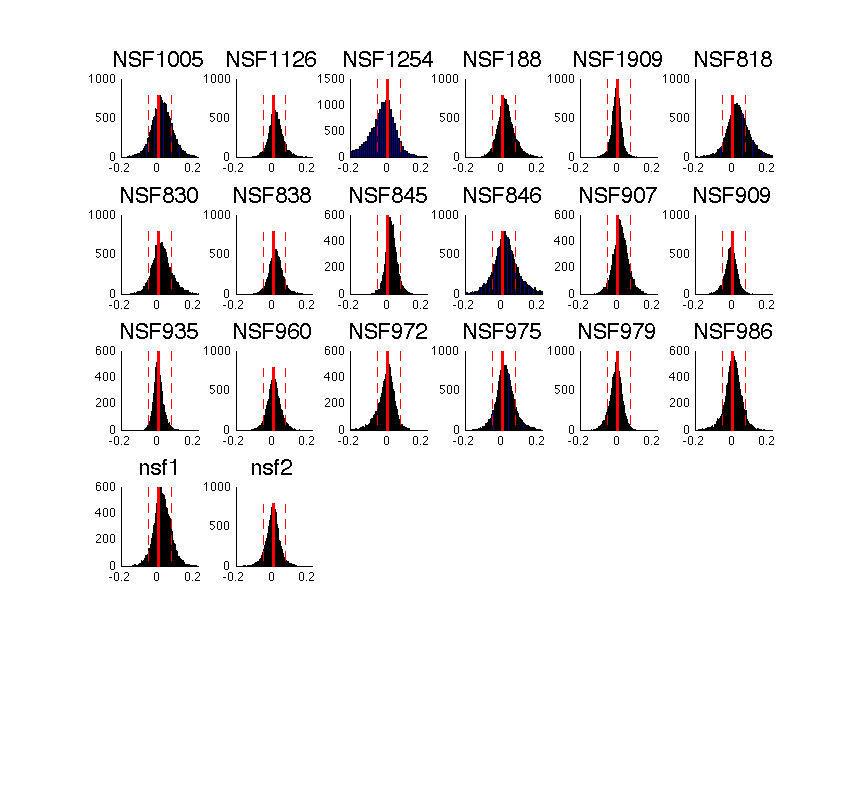 NSF1005 NSF1126 NSF1254 NSF188 NSF1909 NSF818
1000 1000 1500 1000 1000 1000
1000
500 500 500 500 500
500
0 0 0 0 0 0
-0.2 0 0.2 -0.2 0 0.2 -0.2 0 0.2 -0.2 0 0.2 -0.2 0 0.2 -0.2 0 0.2
NSF830 NSF838 NSF845 NSF846 NSF907 NSF909
1000 1000 600 1000 600 1000
400 400
500 500 500 500
200 200
0 0 0 0 0 0
-0.2 0 0.2 -0.2 0 0.2 -0.2 0 0.2 -0.2 0 0.2 -0.2 0 0.2 -0.2 0 0.2
NSF935 NSF960 NSF972 NSF975 NSF979 NSF986
600 1000 600 1000 600 600
400 400 400 400
500 500
200 200 200 200
0 0 0 0 0 0
-0.2 0 0.2 -0.2 0 0.2 -0.2 0 0.2 -0.2 0 0.2 -0.2 0 0.2 -0.2 0 0.2
nsf1 nsf2
600 1000
400
500
200
0 0
-0.2 0 0.2 -0.2 0 0.2